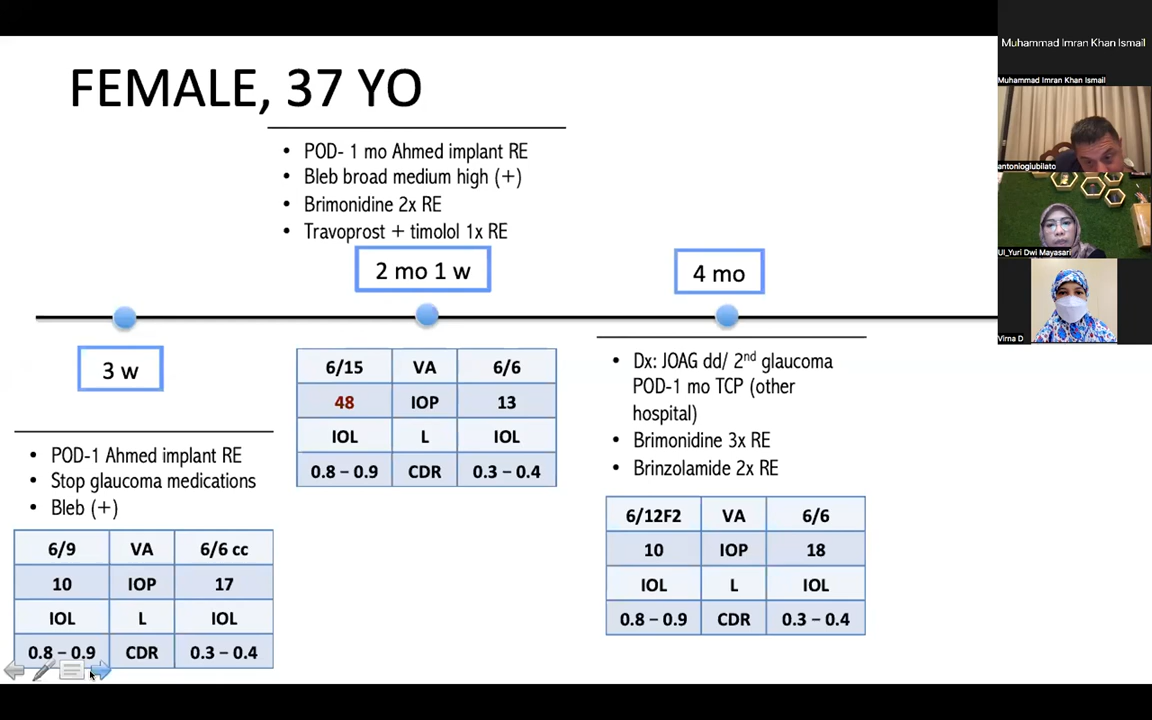 FEMALE, 37 YO
• POD- 1 mo Ahmed implant RE
• Bleb broad medium high (+)
• Brimonidine 2x RE
• Travoprost + timolol 1x RE
2 mo 1 w
4 mo
3 w
6/15 VA 6/6
48 IOP 13
IOL L IOL
0.8 – 0.9 CDR 0.3 – 0.4
• Dx: JOAG dd/ 2nd glaucoma
POD-1 mo TCP (other
hospital)
• Brimonidine 3x RE
• Brinzolamide 2x RE
• POD-1 Ahmed implant RE
• Stop glaucoma medications
• Bleb (+)
6/9 VA 6/6 cc
10 IOP 17
IOL L IOL
0.8 – 0.9 CDR 0.3 – 0.4
6/12F2 VA 6/6
10 IOP 18
IOL L IOL
0.8 – 0.9 CDR 0.3 – 0.4
Muhammad Imran Khan Ismail
Muhammad Imran Khan Ismail
antoniogiubilato
UI_Yuri Dwi Mayasari
Virna D